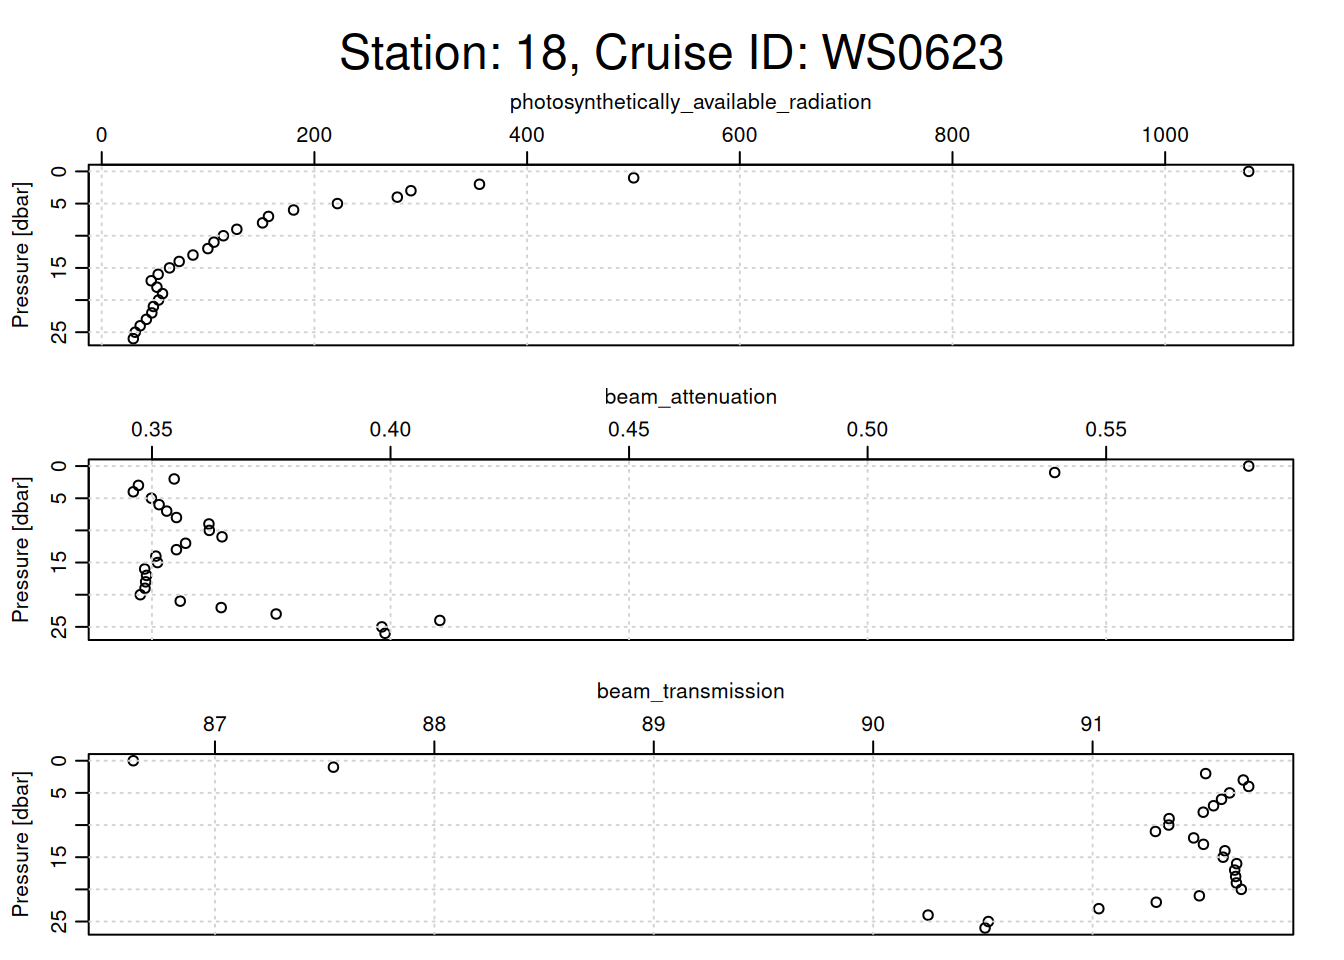 Station: 18, Cruise ID: WS0623
photosynthetically_available_radiation
0 200 400 600 800 1000
Pressure [dbar]
0 5 15 25
beam_attenuation
0.35 0.40 0.45 0.50 0.55
Pressure [dbar]
0 5 15 25
beam_transmission
87 88 89 90 91
Pressure [dbar]
0 5 15 25